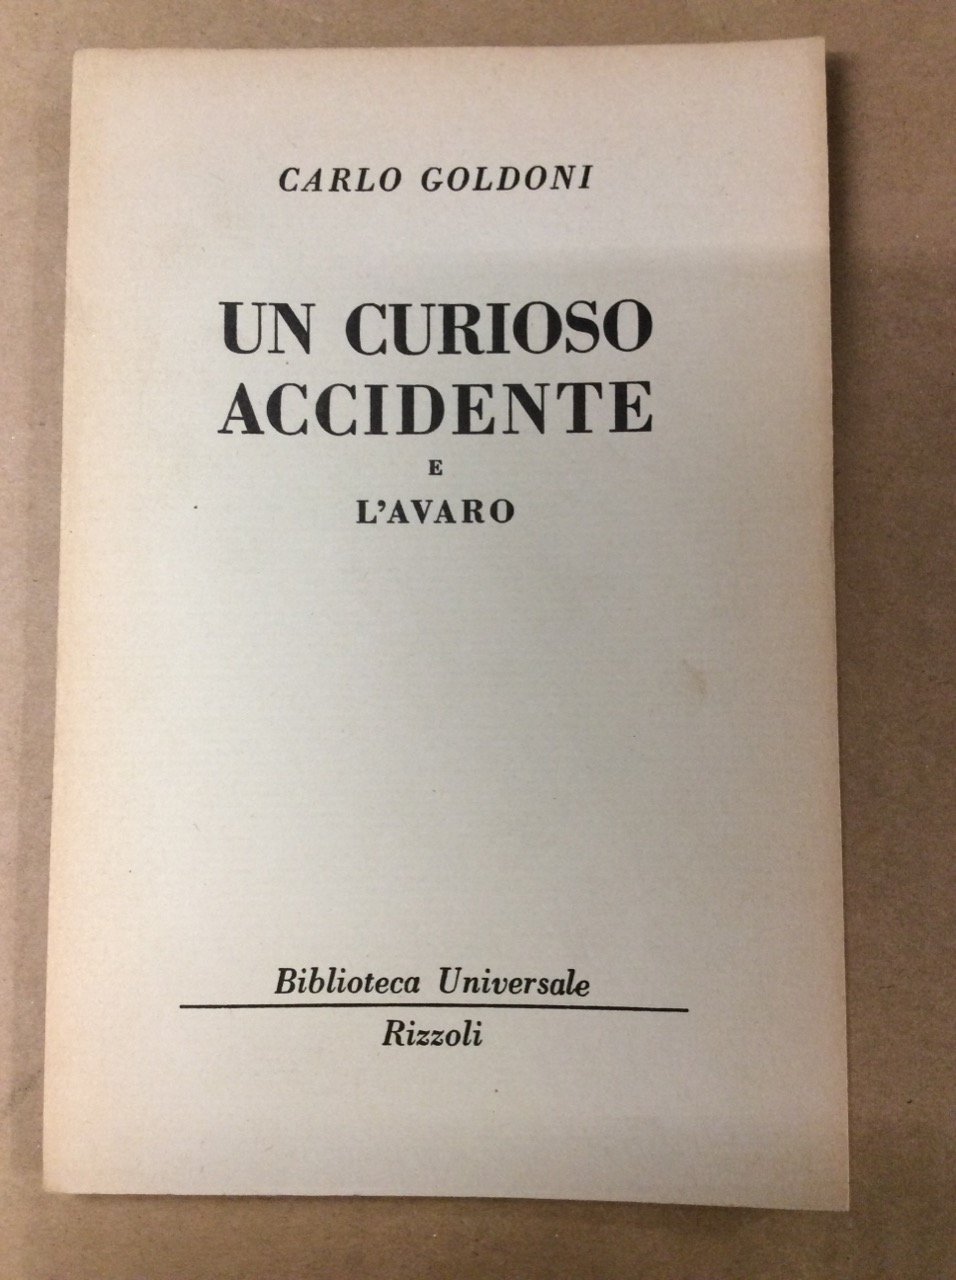 CARLO GOLDONI
UN CURIOSO
ACCIDENTE
E
L'AVARO
Biblioteca Universale
Rizzoli